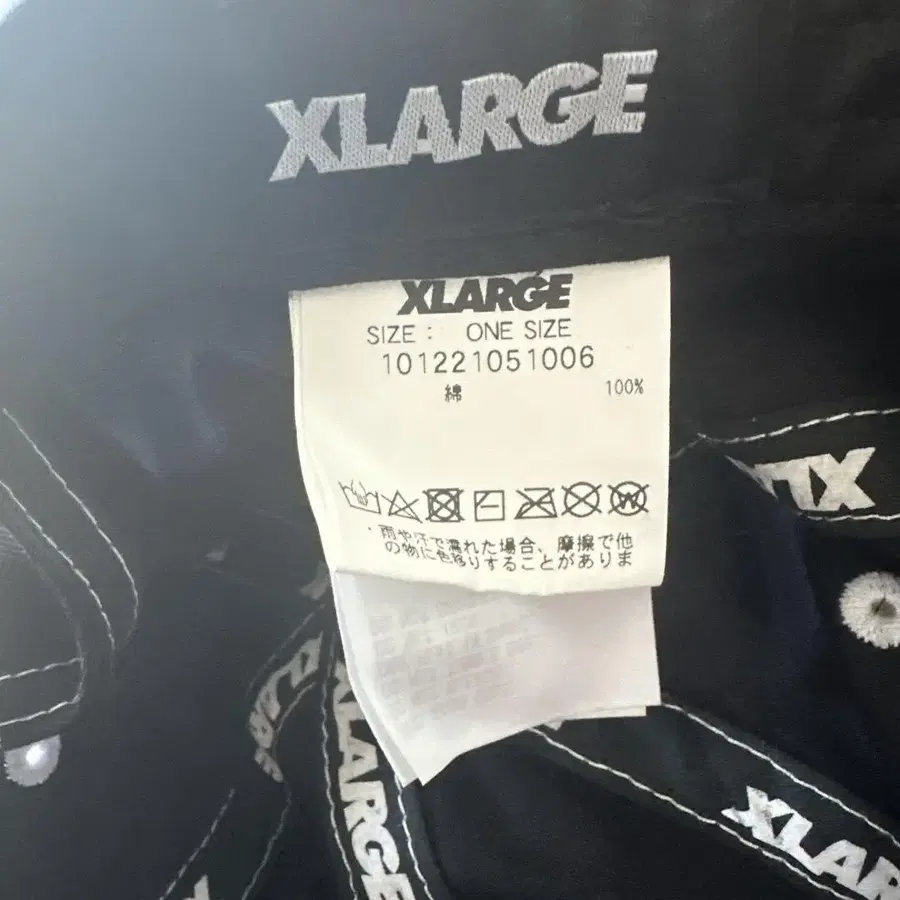 XLARGE
XLARGE
SIZE : ONE SIZE
101221051006
綿 100%
・雨や汗で濡れた場合、摩擦で他
の物に色移りすることがありま
XLARGE
XLAR